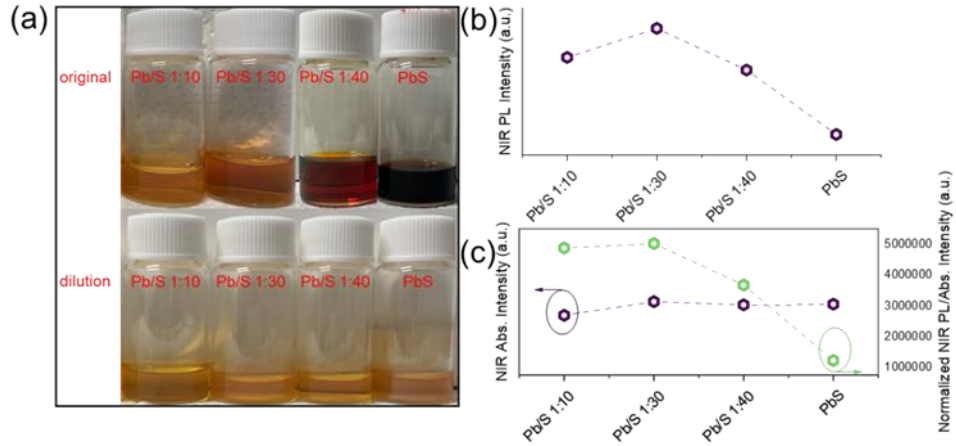 (a)
original
Pb/S 1:10
Pb/S 1:30
Pb/S 1:40
PbS
dilution
Pb/S 1:10
Pb/S 1:30
Pb/S 1:40
PbS
(b)
NIR PL Intensity (a.u.)
Pb/S 1:10
Pb/S 1:30
Pb/S 1:40
PbS
(c)
NIR Abs. Intensity (a.u.)
5000000
4000000
3000000
2000000
1000000
Normalized NIR PL/Abs. Intensity (a.u.)
Pb/S 1:10
Pb/S 1:30
Pb/S 1:40
PbS